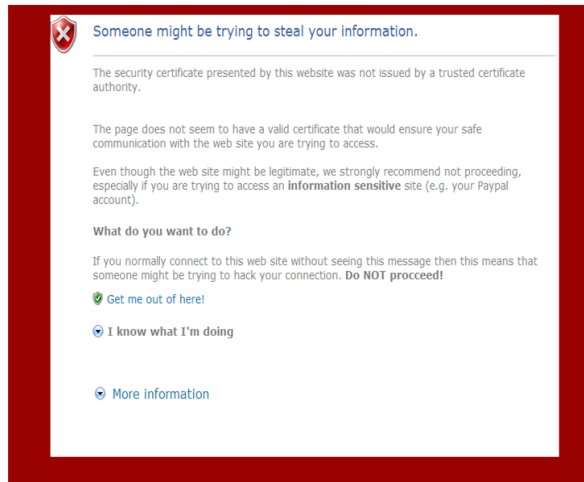 Someone might be trying to steal your information.
The security certificate presented by this website was not issued by a trusted certificate
authority.
The page does not seem to have a valid certificate that would ensure your safe
communication with the web site you are trying to access.
Even though the web site might be legitimate, we strongly recommend not proceeding,
especially if you are trying to access an information sensitive site (e.g. your Paypal
account).
What do you want to do?
If you normally connect to this web site without seeing this message then this means that
someone might be trying to hack your connection. Do NOT procceed!
Get me out of here!
I know what I'm doing
More information